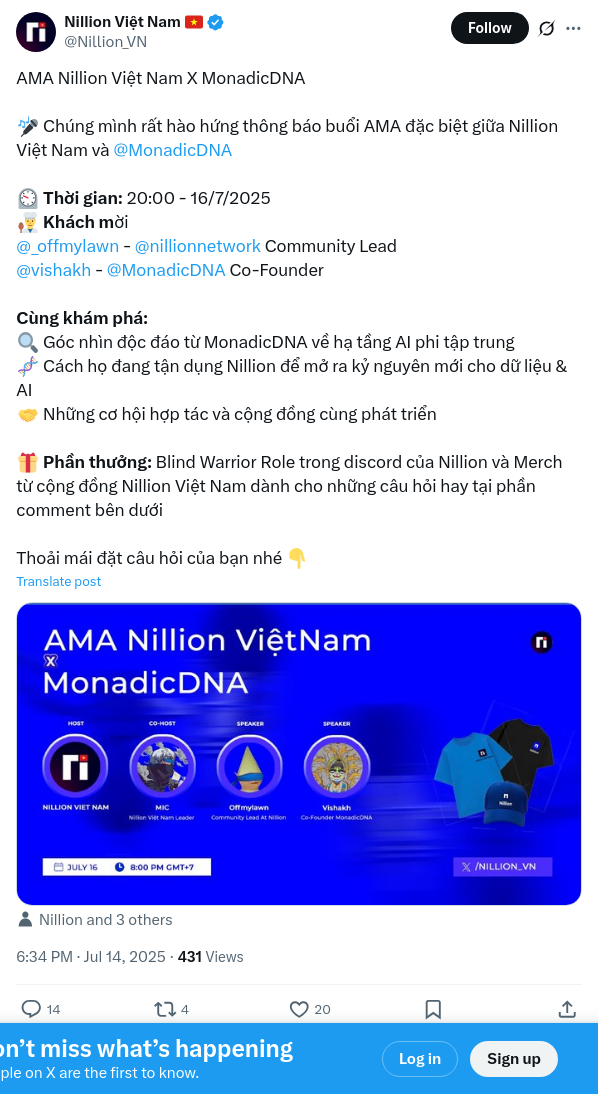 Nillion Việt Nam 🇻🇳
@Nillion_VN
Follow
AMA Nillion Việt Nam X MonadicDNA
🎤 Chúng mình rất hào hứng thông báo buổi AMA đặc biệt giữa Nillion
Việt Nam và @MonadicDNA
⏲️ Thời gian: 20:00 - 16/7/2025
🧑‍🍳 Khách mời
@_offmylawn - @nillionnetwork Community Lead
@vishakh - @MonadicDNA Co-Founder
Cùng khám phá:
🔍 Góc nhìn độc đáo từ MonadicDNA về hạ tầng AI phi tập trung
🧬 Cách họ đang tận dụng Nillion để mở ra kỷ nguyên mới cho dữ liệu &
AI
🤝 Những cơ hội hợp tác và cộng đồng cùng phát triển
🎁 Phần thưởng: Blind Warrior Role trong discord của Nillion và Merch
từ cộng đồng Nillion Việt Nam dành cho những câu hỏi hay tại phần
comment bên dưới
Thoải mái đặt câu hỏi của bạn nhé 👇
Translate post
AMA Nillion ViệtNam
X
MonadicDNA
HOST
CO-HOST
SPEAKER
SPEAKER
NILLION VIET NAM
MIC
Offmylawn
Vishakh
Nillion Việt Nam Leader
Community Lead At Nillion
Co-Founder MonadicDNA
Nillion
JULY 16
8:00 PM GMT+7
X /NILLION_VN
Nillion and 3 others
6:34 PM · Jul 14, 2025 · 431 Views
14
4
20
on't miss what's happening
ple on X are the first to know.
Log in
Sign up